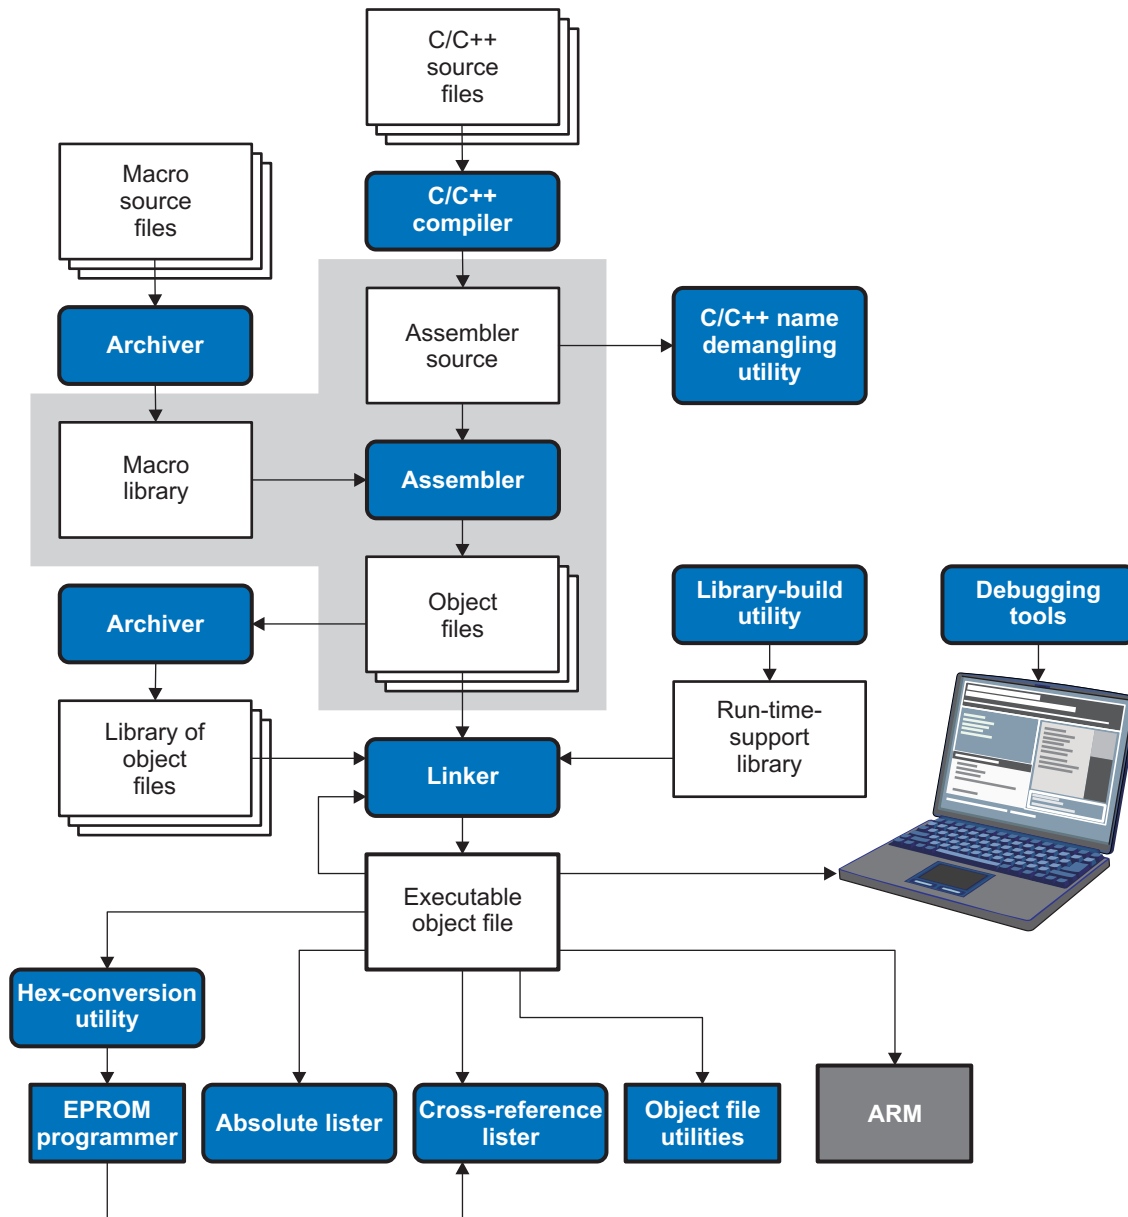 C/C++
source
files
Macro
source
files
C/C++
compiler
Archiver
Assembler
source
C/C++ name
demangling
utility
Macro
library
Assembler
Archiver
Object
files
Library-build
utility
Debugging
tools
Library of
object
files
Linker
Run-time-
support
library
Executable
object file
Hex-conversion
utility
EPROM
programmer
Absolute lister
Cross-reference
lister
Object file
utilities
ARM